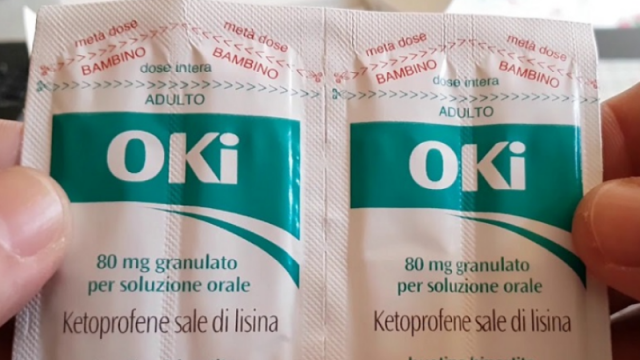 metà dose metà dose
BAMBINO BAMBINO
dose intera
ADULTO
OKi
80 mg granulato
per soluzione orale
Ketoprofene sale di lisina
metà dose metà dose
BAMBINO BAMBINO
dose intera
ADULTO
OKi
80 mg granulato
per soluzione orale
Ketoprofene sale di lisina